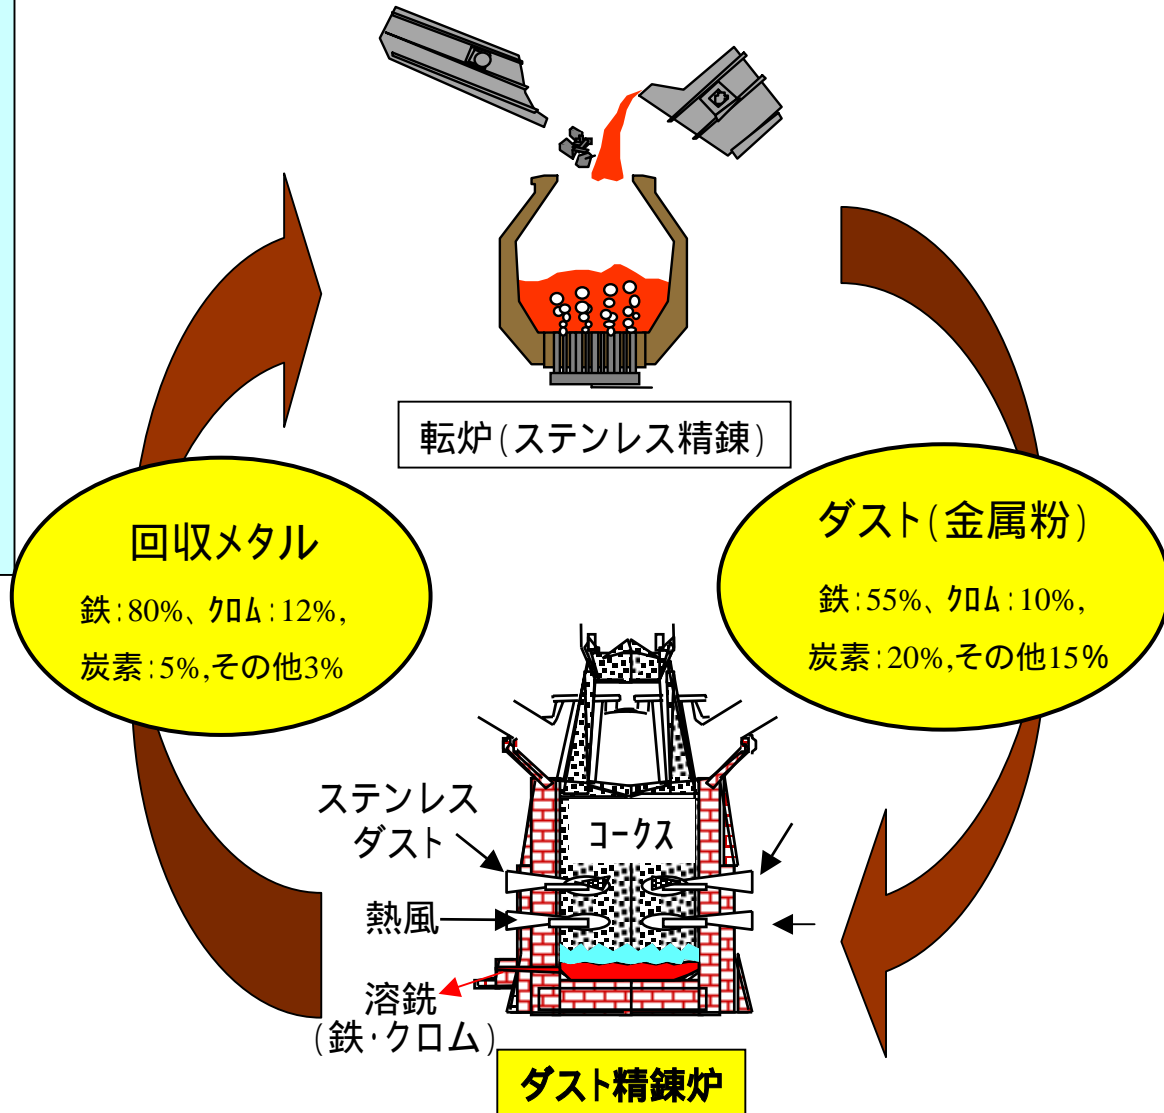 転炉(ステンレス精錬)
回収メタル
鉄:80%、クロム:12%,
炭素:5%,その他3%
ダスト(金属粉)
鉄:55%、クロム:10%,
炭素:20%,その他15%
ステンレス
ダスト
コークス
熱風
溶銑
(鉄・クロム)
ダスト精錬炉